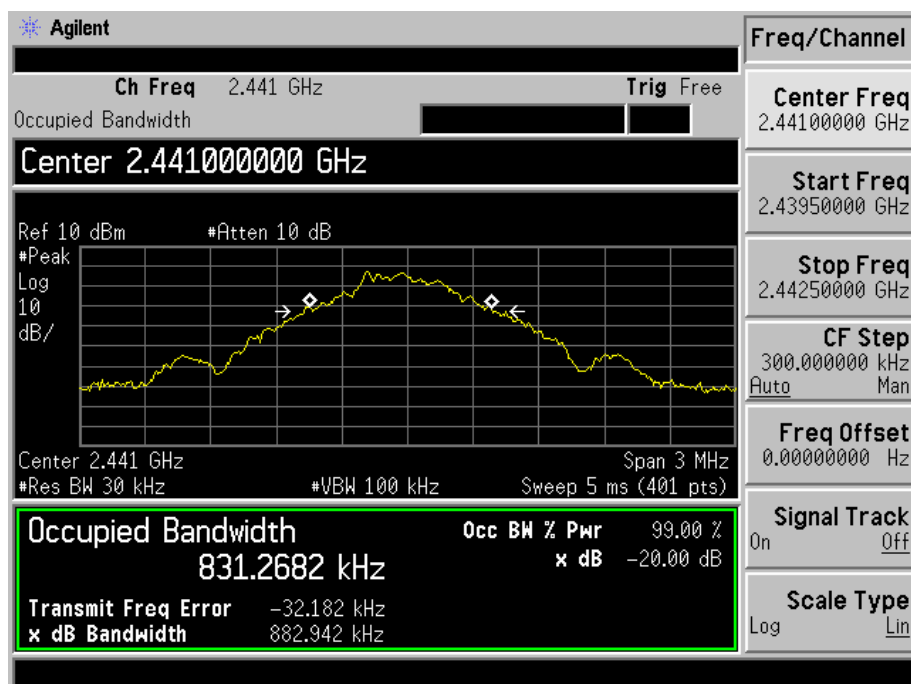 Agilent
Freq/Channel
Ch Freq 2.441 GHz Trig Free
Occupied Bandwidth
Center 2.441000000 GHz
Ref 10 dBm #Atten 10 dB
#Peak
Log
10
dB/
Center 2.441 GHz Span 3 MHz
#Res BW 30 kHz #VBW 100 kHz Sweep 5 ms (401 pts)
Occupied Bandwidth Occ BW % Pwr 99.00 %
831.2682 kHz x dB -20.00 dB
Transmit Freq Error -32.182 kHz
x dB Bandwidth 882.942 kHz
Center Freq
2.44100000 GHz
Start Freq
2.43950000 GHz
Stop Freq
2.44250000 GHz
CF Step
300.000000 kHz
Auto Man
Freq Offset
0.00000000 Hz
Signal Track
On Off
Scale Type
Log Lin